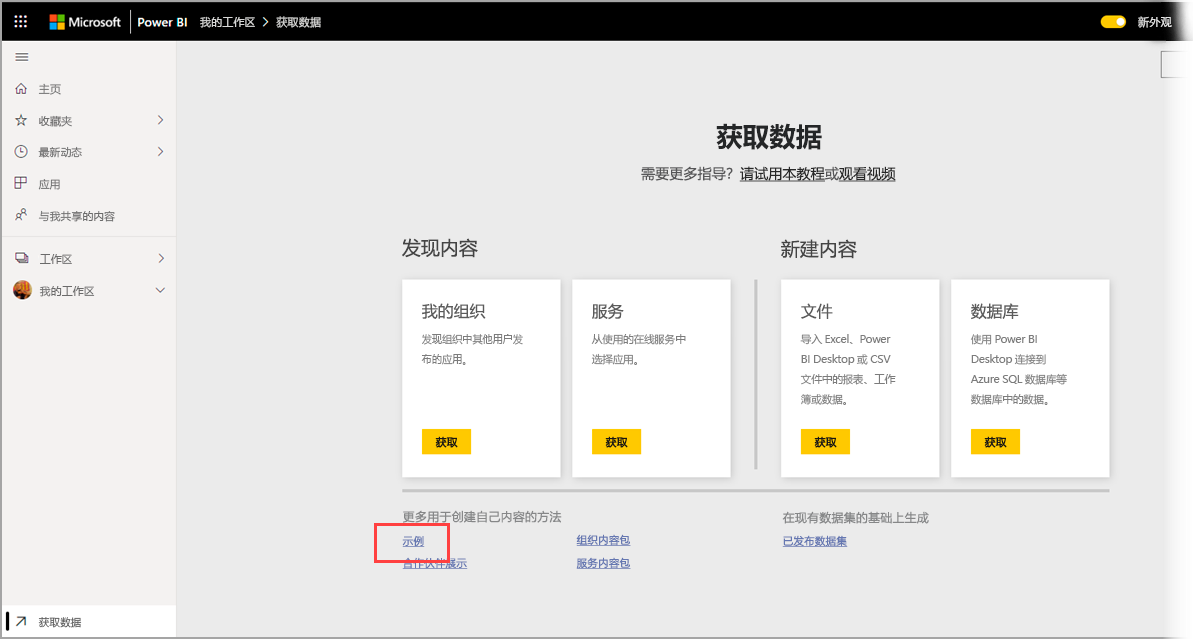 Microsoft Power BI 我的工作区 > 获取数据 新外观
主页
收藏夹
最新动态
应用
与我共享的内容
工作区
我的工作区
获取数据
获取数据
需要更多指导？请试用本教程或观看视频
发现内容
我的组织
发现组织中其他用户发
布的应用。
获取
服务
从使用的在线服务中
选择应用。
获取
新建内容
文件
导入 Excel、Power
BI Desktop 或 CSV
文件中的报表、工作
簿或数据。
获取
数据库
使用 Power BI
Desktop 连接到
Azure SQL 数据库等
数据库中的数据。
获取
更多用于创建自己内容的方法
示例
合作伙伴展示
组织内容包
服务内容包
在现有数据集的基础上生成
已发布数据集